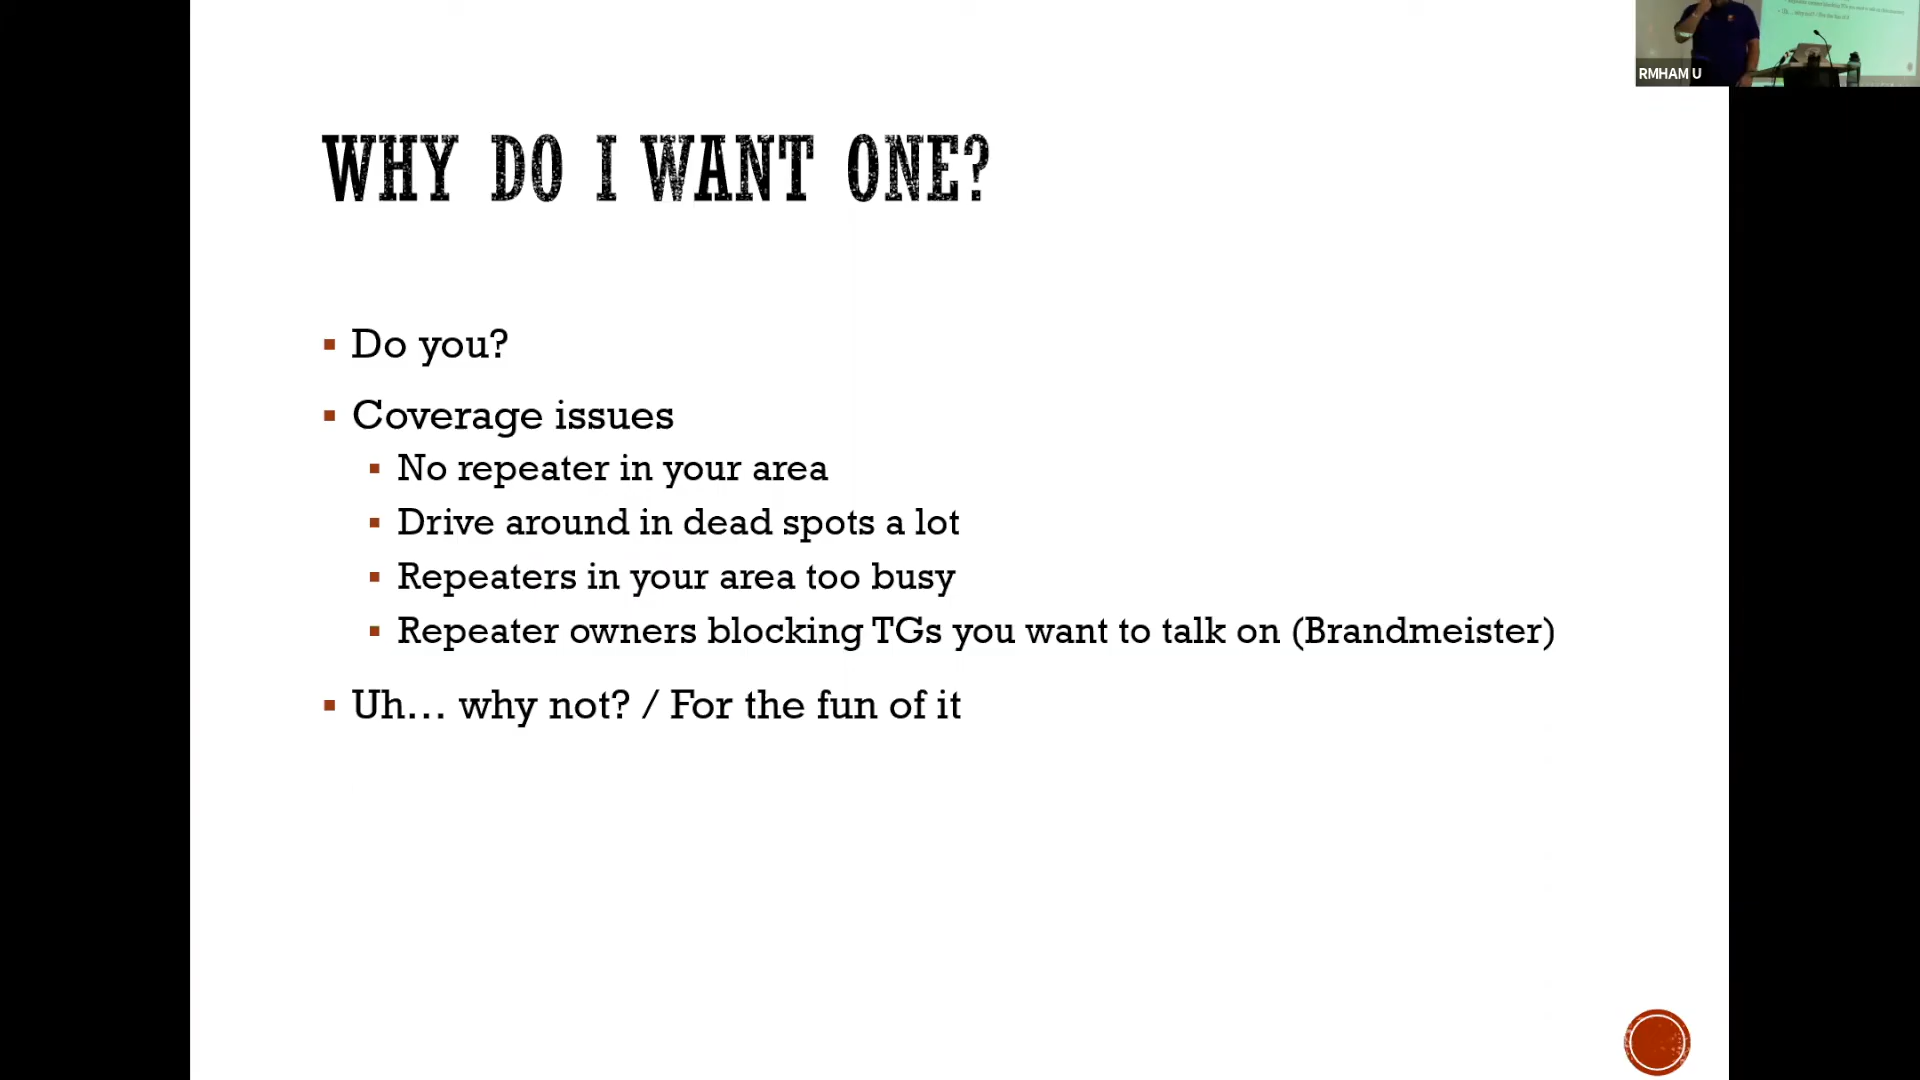 RMHAM U
WHY DO I WANT ONE?
Do you?
Coverage issues
No repeater in your area
Drive around in dead spots a lot
Repeaters in your area too busy
Repeater owners blocking TGs you want to talk on (Brandmeister)
Uh... why not? / For the fun of it